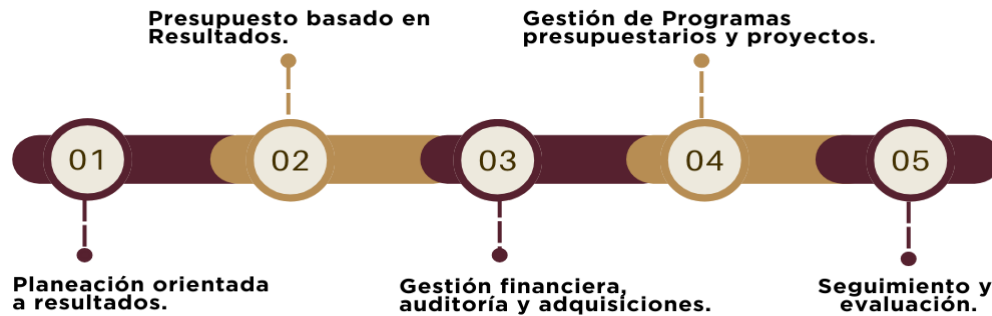 Presupuesto basado en
Resultados.
Gestión de Programas
presupuestarios y proyectos.
01
02
03
04
05
Planeación orientada
a resultados.
Gestión financiera,
auditoría y adquisiciones.
Seguimiento y
evaluación.